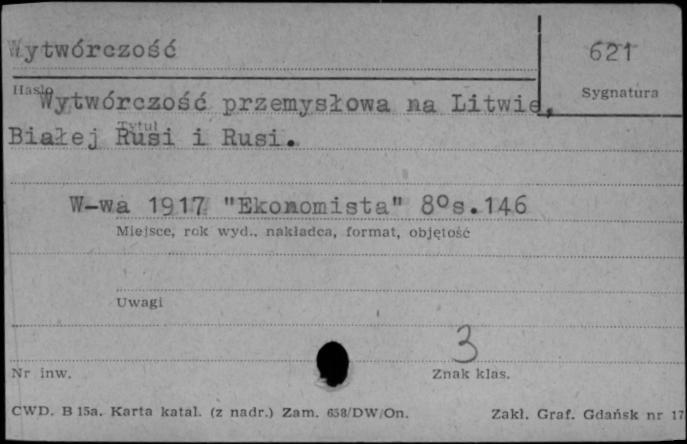 Wytwórczość
621
Hasło
Sygnatura
Wytwórczość przemysłowa na Litwie,
Tytuł
Białej Rusi i Rusi.
W-wa 1917 "Ekonomista" 8º s.146
Miejsce, rok wyd., nakładca, format, objętość
Uwagi
3
Nr inw.
Znak klas.
CWD. B 15a. Karta katal. (z nadr.) Zam. 658/DW/On.
Zakł. Graf. Gdańsk nr 17